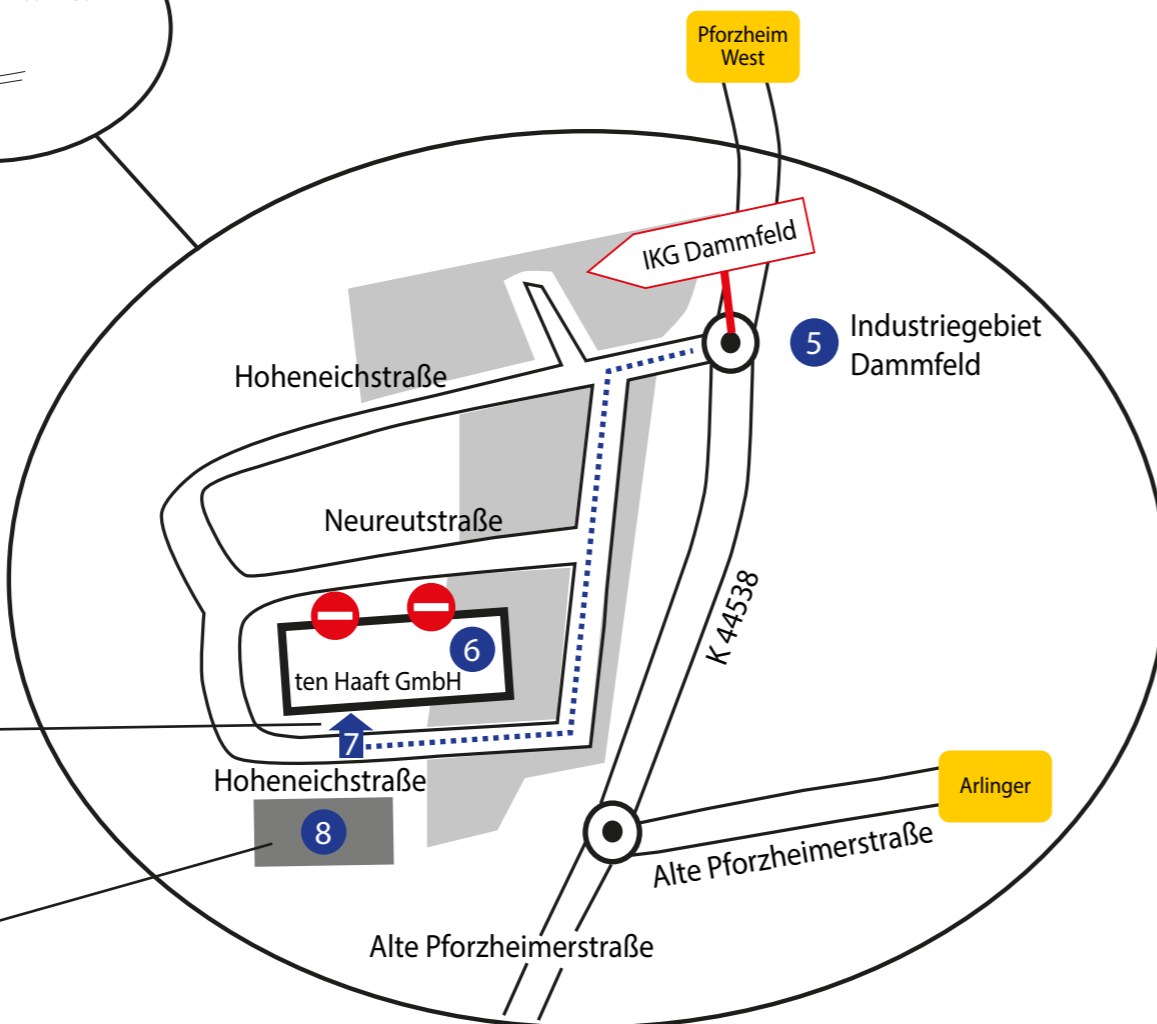 Pforzheim
West
IKG Dammfeld
5
Industriegebiet
Dammfeld
Hoheneichstraße
Neureutstraße
K 44538
6
ten Haaft GmbH
7
Hoheneichstraße
8
Arlinger
Alte Pforzheimerstraße
Alte Pforzheimerstraße